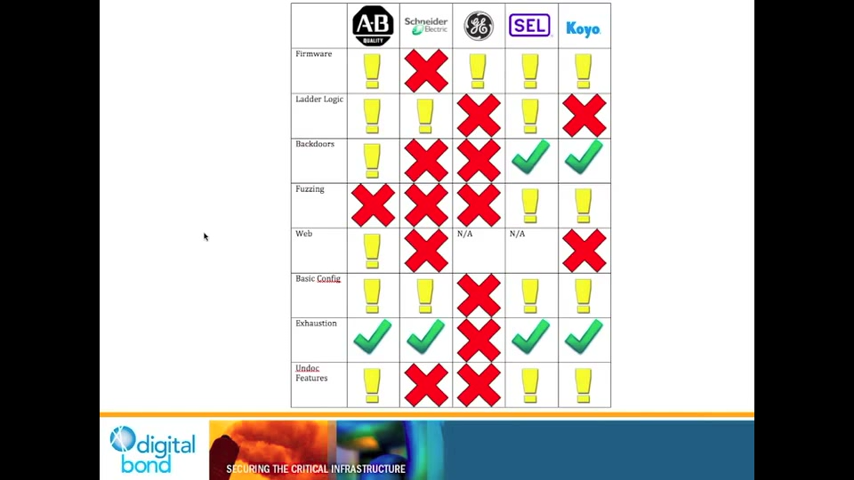 A-B
QUALITY
Schneider
Electric
GE
SEL
Koyo
Firmware
Ladder Logic
Backdoors
Fuzzing
Web
N/A
N/A
Basic Config
Exhaustion
Undoc
Features
digital
bond
SECURING THE CRITICAL INFRASTRUCTURE